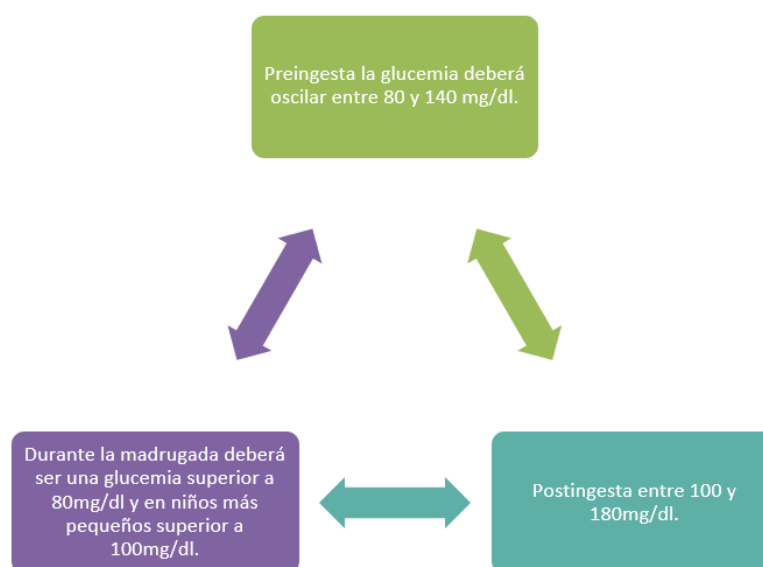 Preingesta la glucemia deberá
oscilar entre 80 y 140 mg/dl.
Durante la madrugada deberá
ser una glucemia superior a
80mg/dl y en niños más
pequeños superior a
100mg/dl.
Postingesta entre 100 y
180mg/dl.